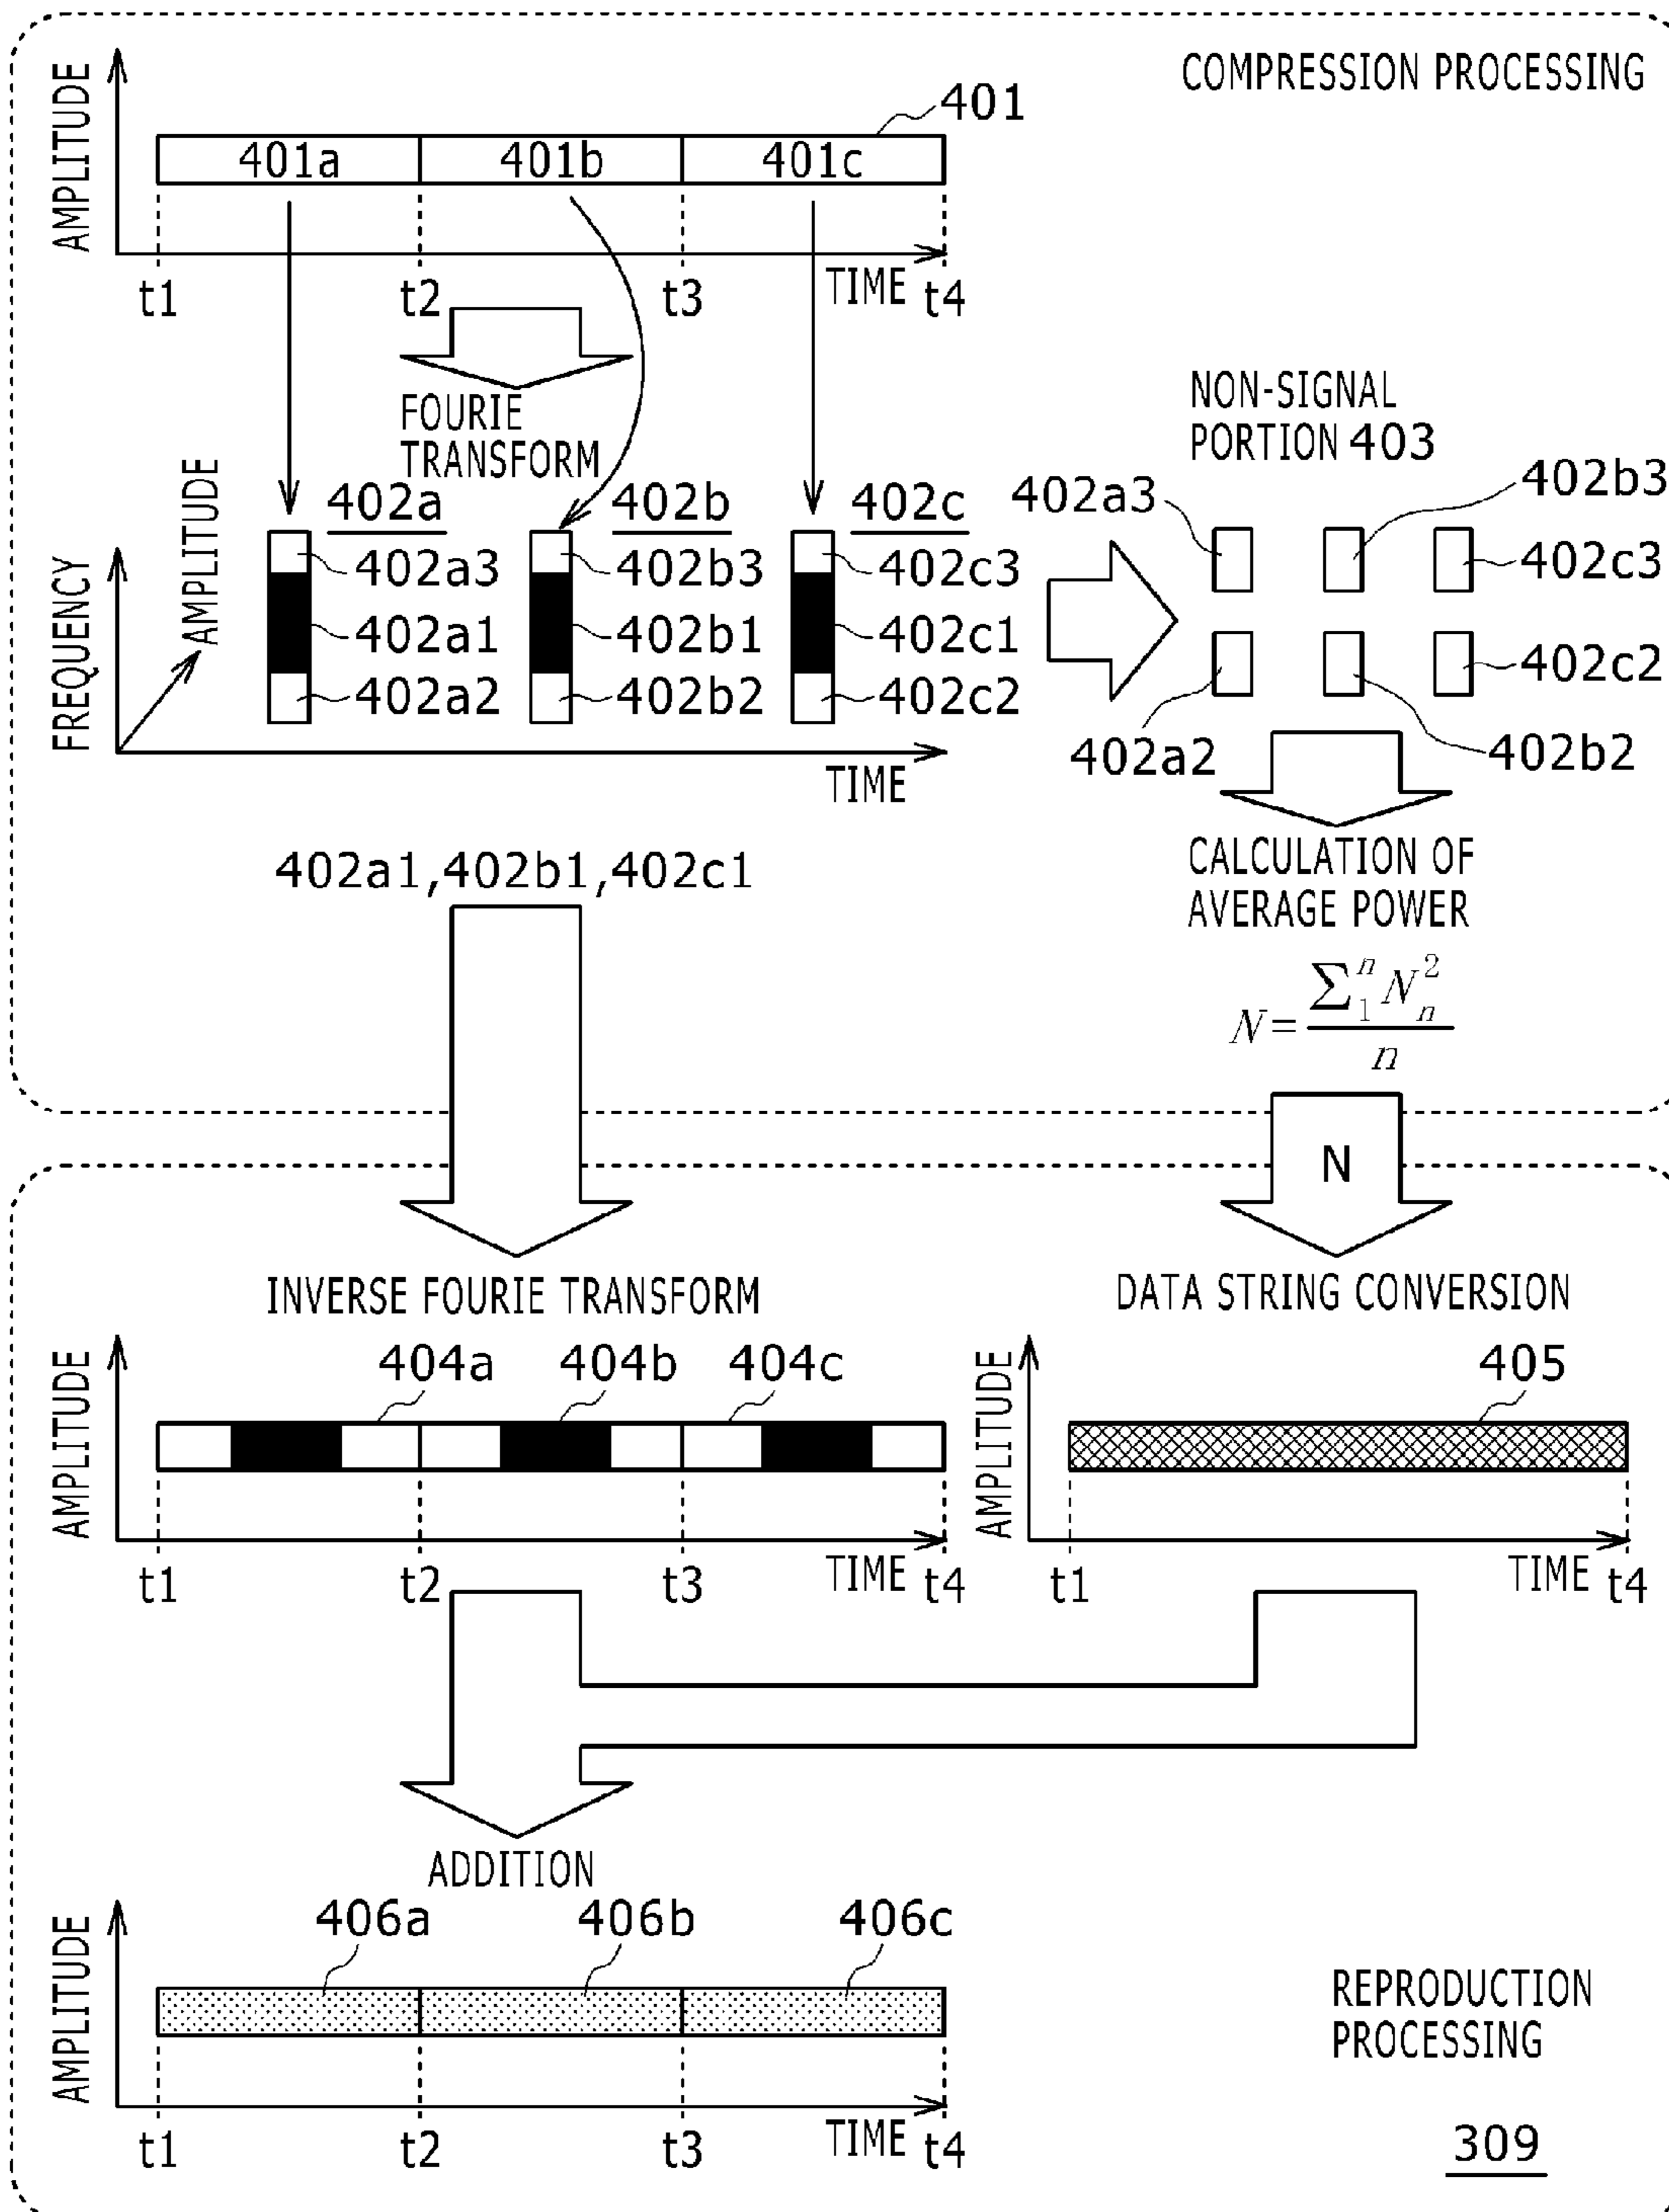 COMPRESSION PROCESSING
AMPLITUDE
401
401a 401b 401c
t1 t2 t3 TIME t4
FOURIE
TRANSFORM
NON-SIGNAL
PORTION 403
AMPLITUDE
FREQUENCY
402a 402b 402c
402a3 402b3 402c3
402a1 402b1 402c1
402a2 402b2 402c2
TIME
402a3 402b3
402c3
402c2
402a2 402b2
402a1,402b1,402c1
CALCULATION OF
AVERAGE POWER
N = ∑₁ⁿ Nₙ² / n
N
INVERSE FOURIE TRANSFORM
AMPLITUDE
404a 404b 404c
t1 t2 t3 TIME t4
DATA STRING CONVERSION
AMPLITUDE
405
t1 TIME t4
ADDITION
AMPLITUDE
406a 406b 406c
t1 t2 t3 TIME t4
REPRODUCTION
PROCESSING
309